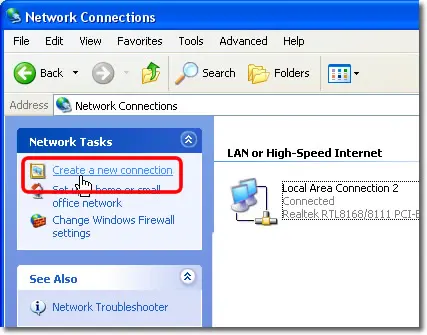 Network Connections
File Edit View Favorites Tools Advanced Help
Back Search Folders
Address Network Connections
Network Tasks
Create a new connection
Set up a home or small
office network
Change Windows Firewall
settings
See Also
Network Troubleshooter
LAN or High-Speed Internet
Local Area Connection 2
Connected
Realtek RTL8168/8111 PCI-E